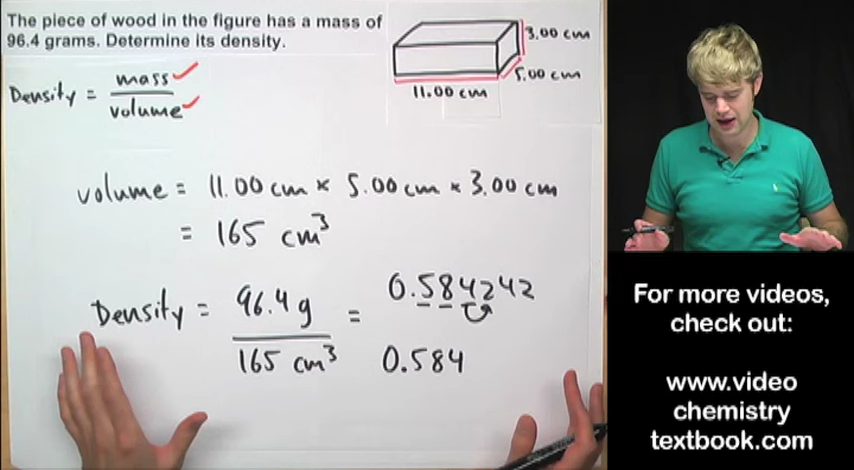 The piece of wood in the figure has a mass of
96.4 grams. Determine its density.
3.00 cm
5.00 cm
11.00 cm
Density = mass
volume
volume = 11.00 cm × 5.00 cm × 3.00 cm
= 165 cm³
Density = 96.4 g = 0.584242
165 cm³ 0.584
For more videos,
check out:
www.video
chemistry
textbook.com